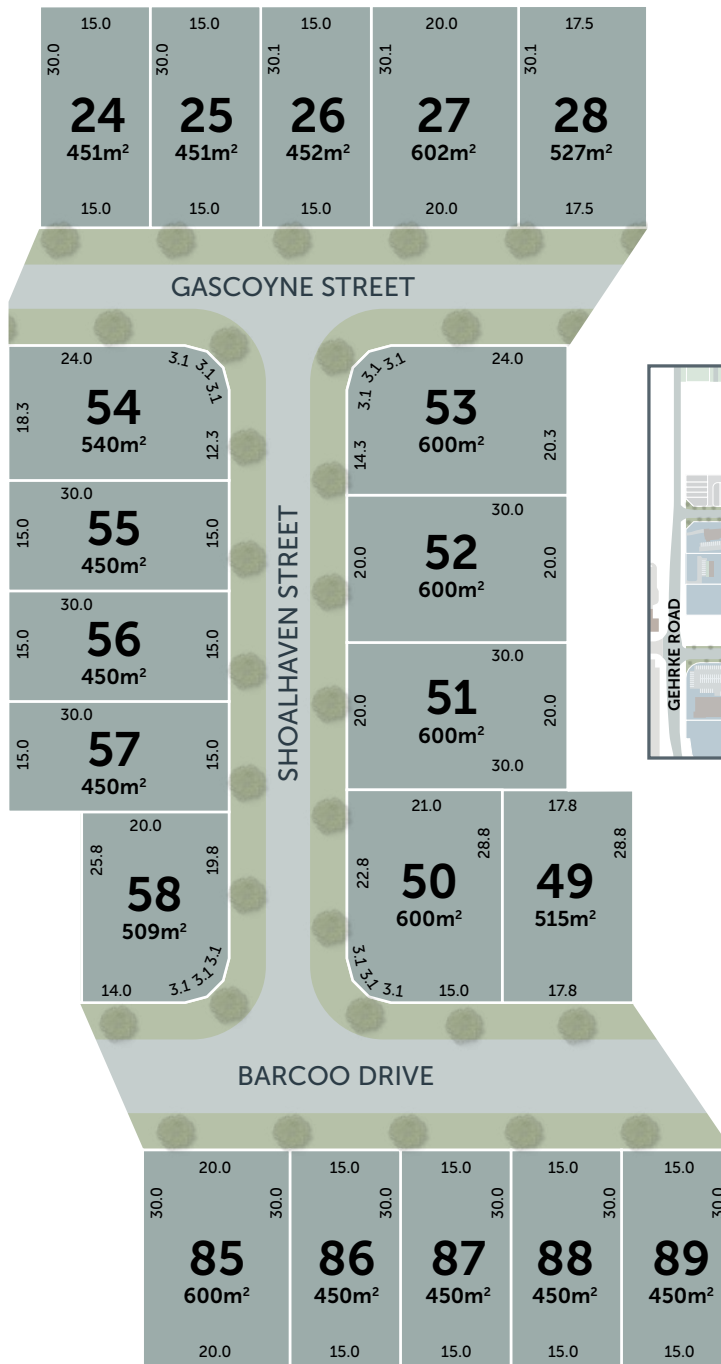 15.0 15.0 15.0 20.0 17.5
30.0 30.0 30.1 30.1 30.1
24 25 26 27 28
451m² 451m² 452m² 602m² 527m²
15.0 15.0 15.0 20.0 17.5
GASCOYNE STREET
24.0 3.1 3.1 3.1
18.3 54 12.3
540m²
3.1 3.1 3.1 24.0
14.3 53 20.3
600m²
30.0
15.0 55 15.0
450m²
30.0
20.0 52 20.0
600m²
SHOALHAVEN STREET
30.0
15.0 56 15.0
450m²
30.0
20.0 51 20.0
600m²
30.0
30.0
15.0 57 15.0
450m²
20.0
25.8 19.8
58
509m²
14.0 3.1 3.1 3.1
21.0
22.8 28.8
50
600m²
3.1 3.1 3.1 15.0
17.8
28.8
49
515m²
17.8
GEHRKE ROAD
BARCOO DRIVE
20.0 15.0 15.0 15.0 15.0
30.0 30.0 30.0 30.0 30.0 30.0
85 86 87 88 89
600m² 450m² 450m² 450m² 450m²
20.0 15.0 15.0 15.0 15.0